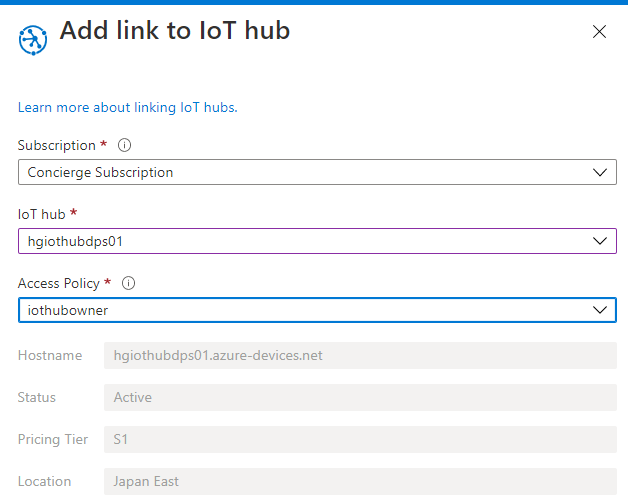 Add link to IoT hub
Learn more about linking IoT hubs.
Subscription *
Concierge Subscription
IoT hub *
hgiothubdps01
Access Policy *
iothubowner
Hostname hgiothubdps01.azure-devices.net
Status Active
Pricing Tier S1
Location Japan East